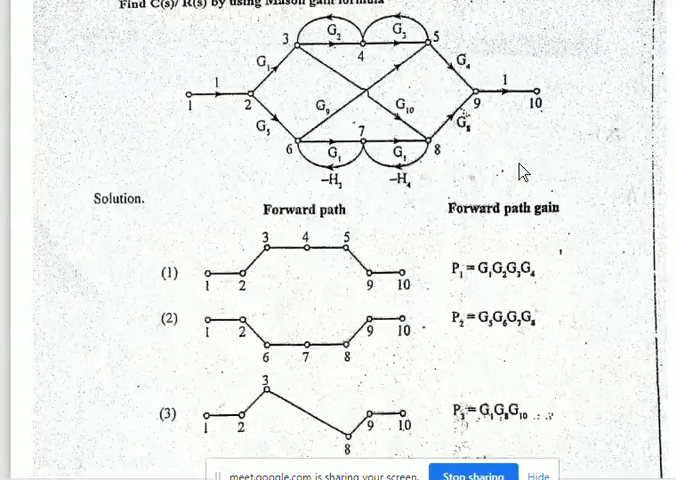 Find C(s)/ R(s) by using Mason gain formula
G₂ G₃
3 5
4
G₁ G₄
1 1
1 2 9 10
G₉ G₁₀
G₅ G₈
7
6 G₁ G₁ 8
-H₃ -H₄
Solution.
Forward path Forward path gain
3 4 5
(1) P₁ = G₁G₂G₃G₄
1 2 9 10
(2) P₂ = G₅G₆G₇G₈
1 2 9 10
6 7 8
3
(3) P₃ = G₁G₈G₁₀
1 2 9 10
8
meet.google.com is sharing your screen. Stop sharing Hide